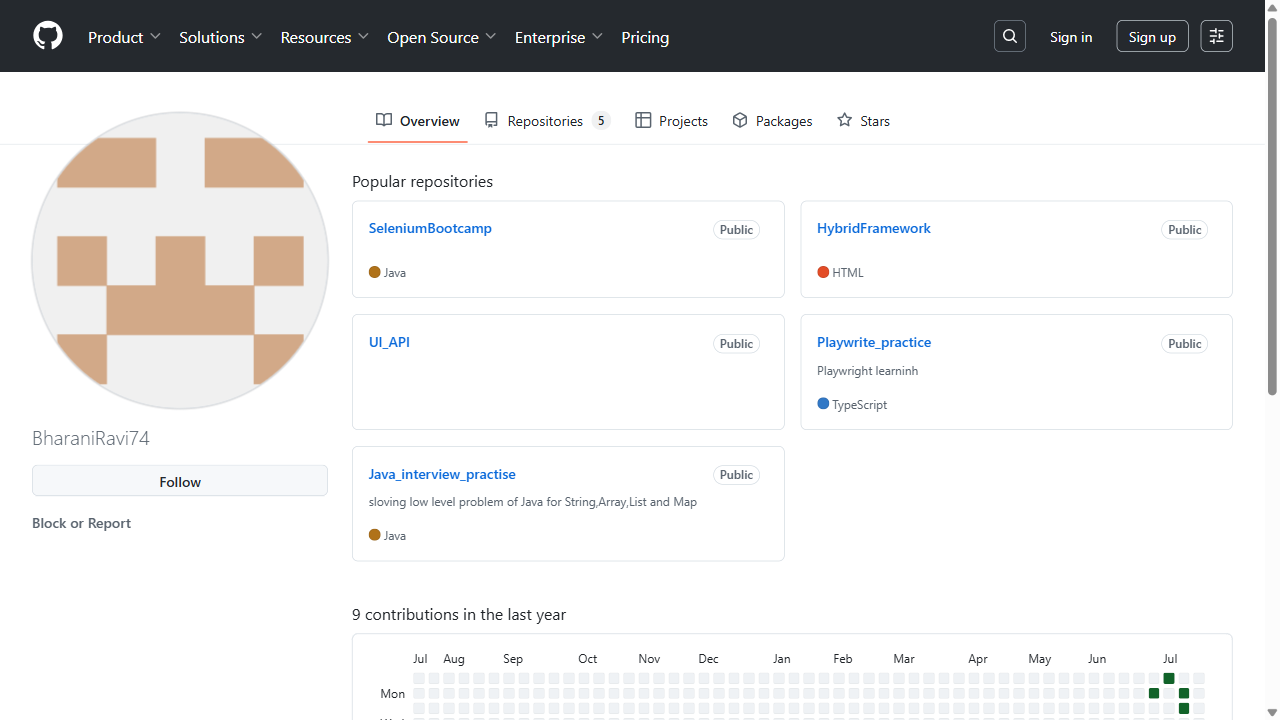 Product Solutions Resources Open Source Enterprise Pricing Sign in Sign up
Overview Repositories 5 Projects Packages Stars
BharaniRavi74
Follow
Block or Report
Popular repositories
SeleniumBootcamp Public
Java
HybridFramework Public
HTML
UI_API Public
Playwrite_practice Public
Playwright learninh
TypeScript
Java_interview_practise Public
sloving low level problem of Java for String,Array,List and Map
Java
9 contributions in the last year
Jul Aug Sep Oct Nov Dec Jan Feb Mar Apr May Jun Jul
Mon